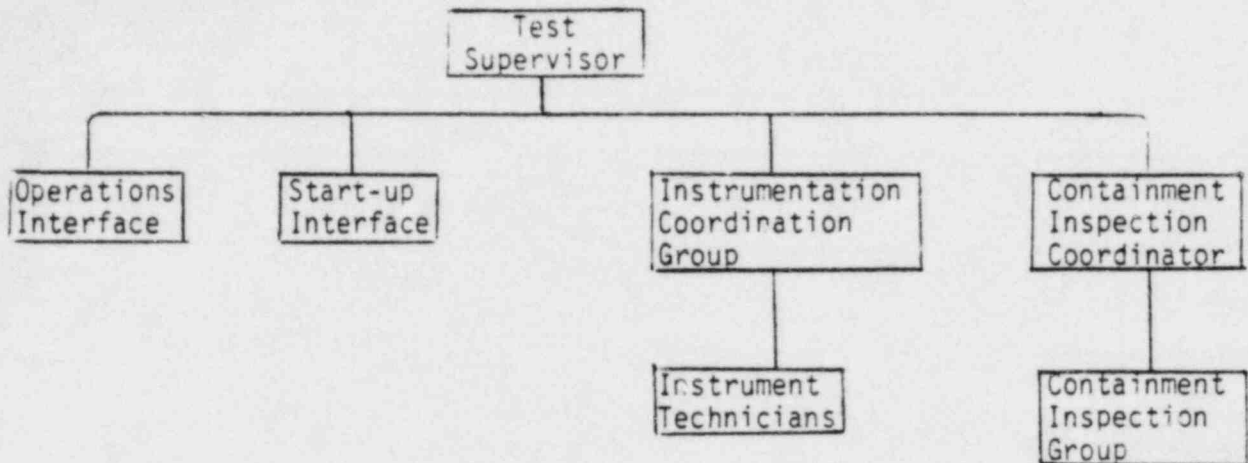 Test
Supervisor
Operations
Interface
Start-up
Interface
Instrumentation
Coordination
Group
Containment
Inspection
Coordinator
Instrument
Technicians
Containment
Inspection
Group